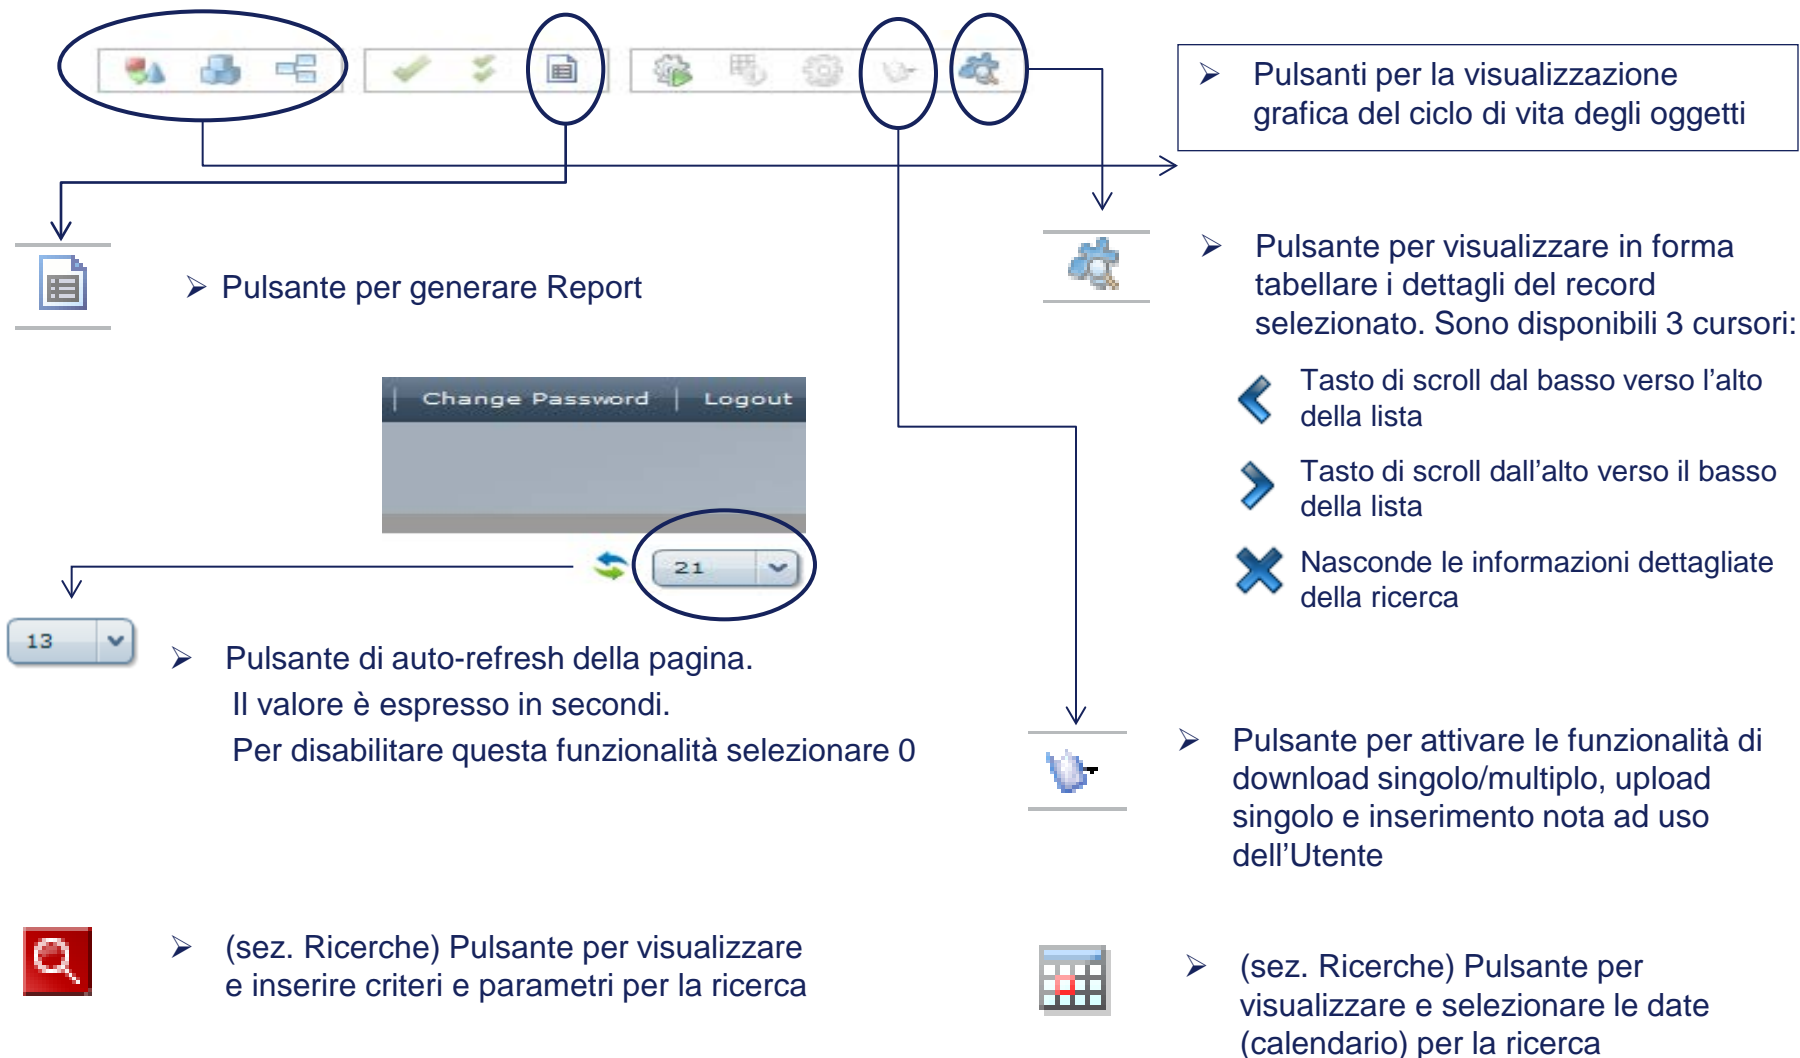 Pulsanti per la visualizzazione
grafica del ciclo di vita degli oggetti
Pulsante per generare Report
Pulsante per visualizzare in forma
tabellare i dettagli del record
selezionato. Sono disponibili 3 cursori:
Tasto di scroll dal basso verso l’alto
della lista
Tasto di scroll dall’alto verso il basso
della lista
Nasconde le informazioni dettagliate
della ricerca
| Change Password | Logout
21
13
Pulsante di auto-refresh della pagina.
Il valore è espresso in secondi.
Per disabilitare questa funzionalità selezionare 0
Pulsante per attivare le funzionalità di
download singolo/multiplo, upload
singolo e inserimento nota ad uso
dell’Utente
(sez. Ricerche) Pulsante per visualizzare
e inserire criteri e parametri per la ricerca
(sez. Ricerche) Pulsante per
visualizzare e selezionare le date
(calendario) per la ricerca